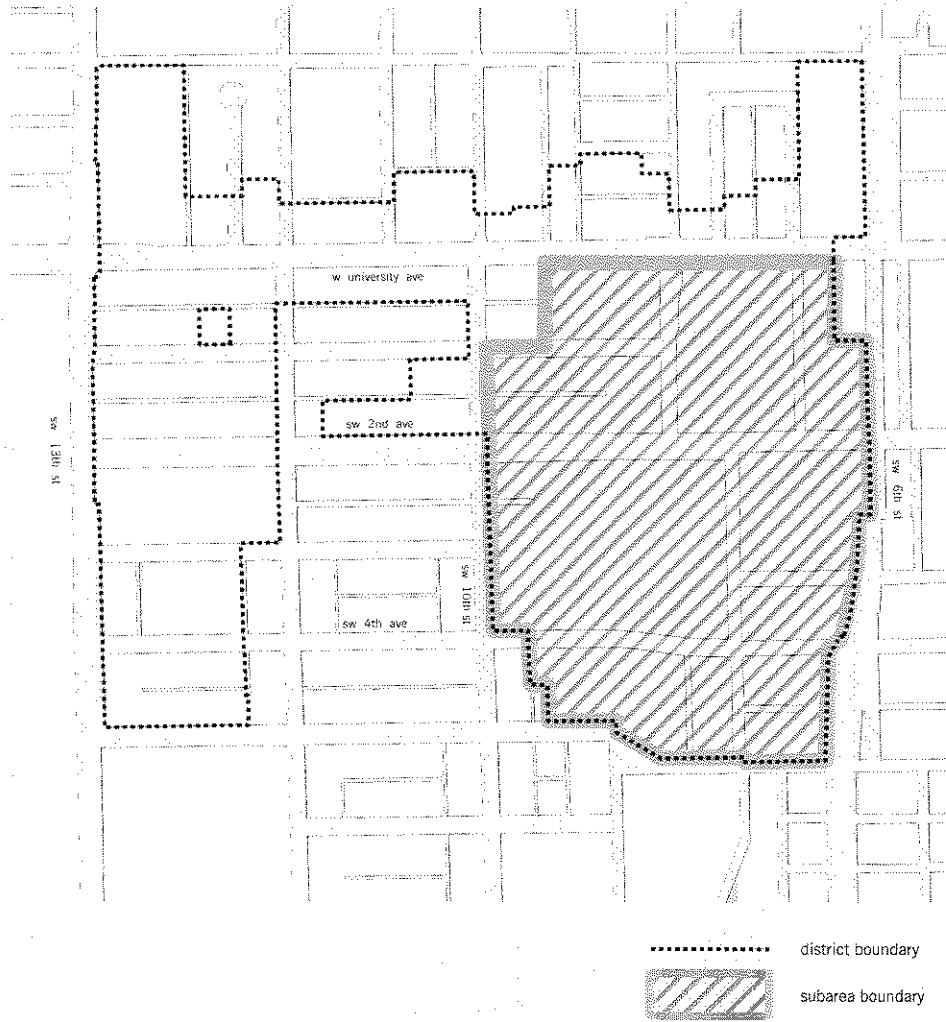 w university ave
sw 2nd ave
sw 13th st
sw 6th st
sw 10th st
sw 4th ave
district boundary
subarea boundary